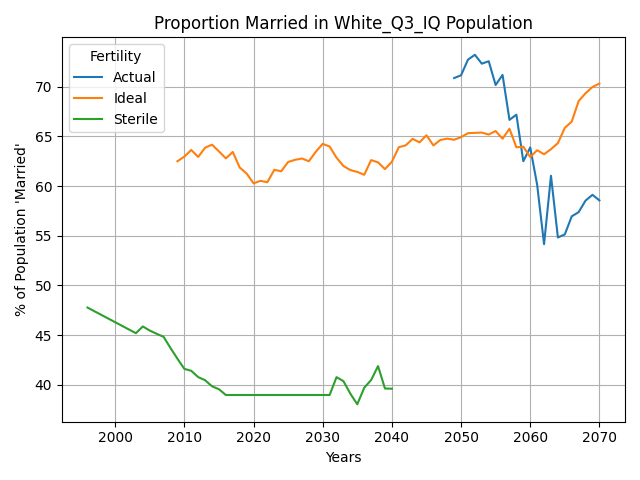 Proportion Married in White_Q3_IQ Population
Fertility
Actual
Ideal
Sterile
% of Population 'Married'
70
65
60
55
50
45
40
2000
2010
2020
2030
2040
2050
2060
2070
Years